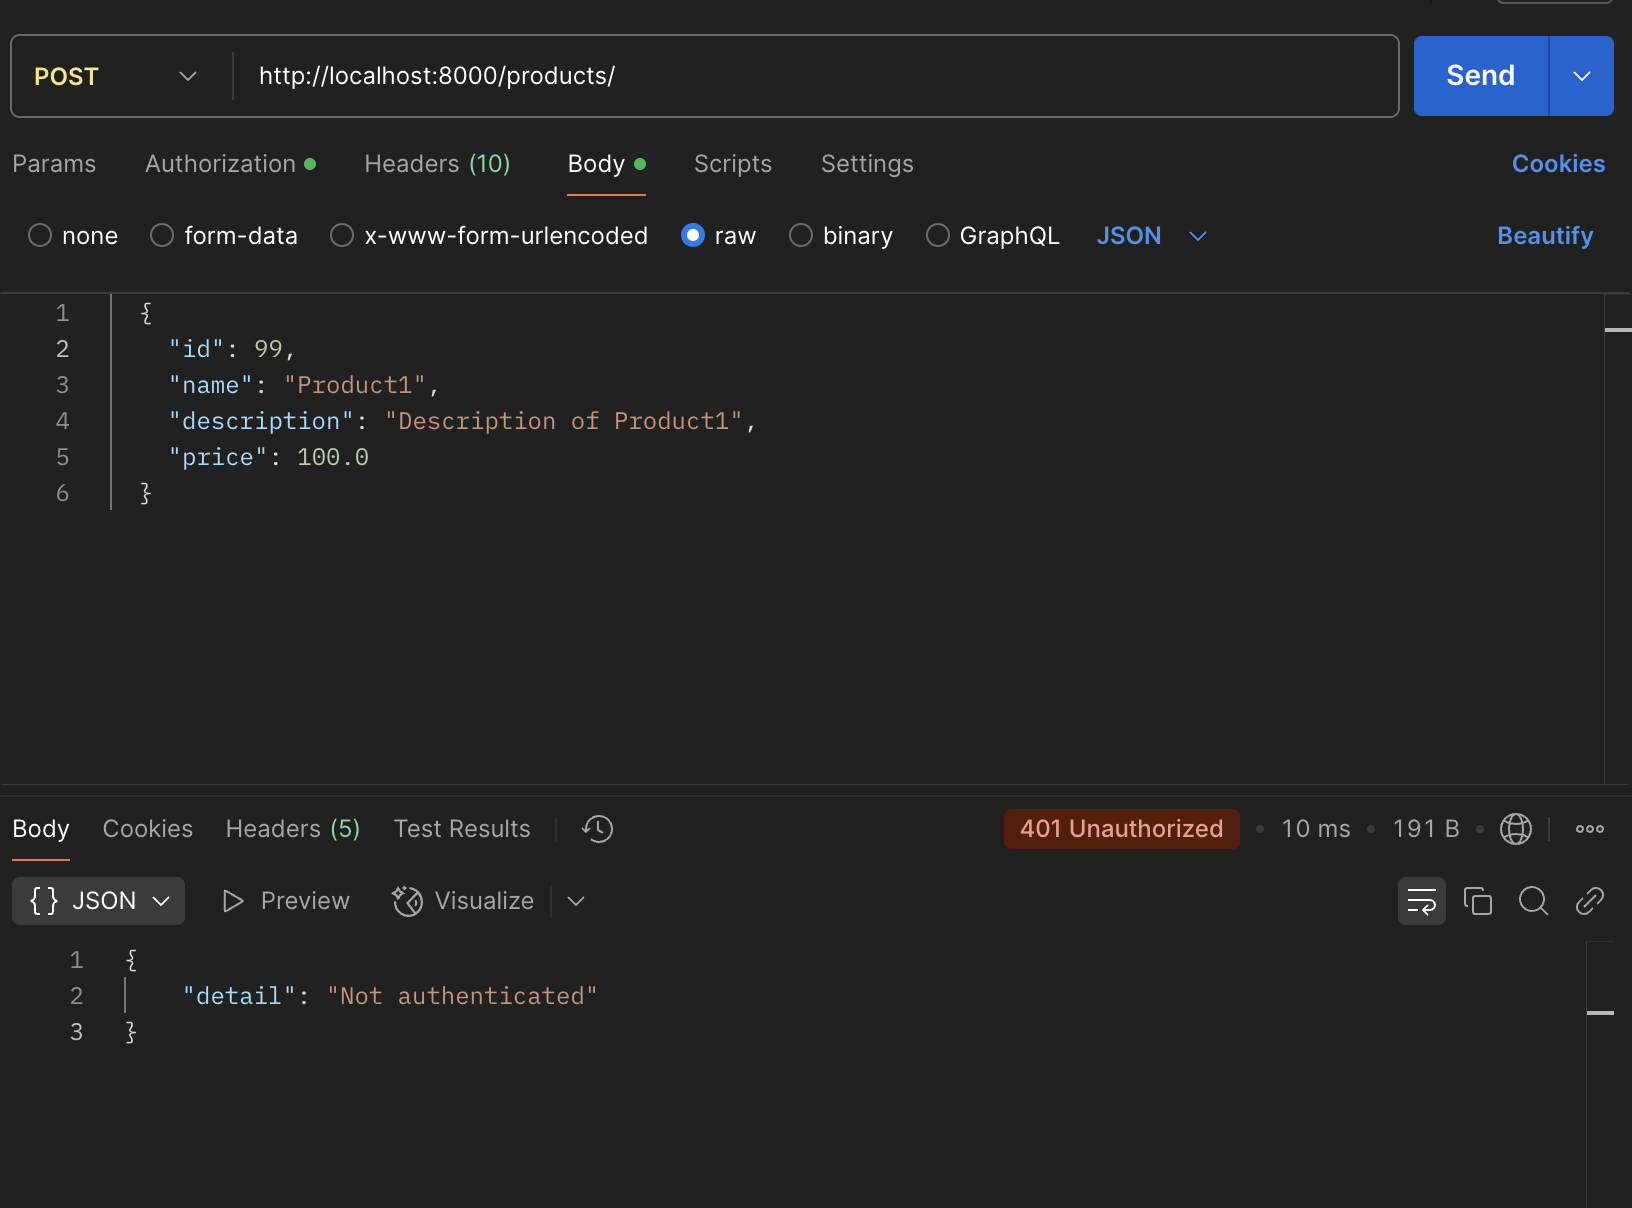 POST http://localhost:8000/products/ Send
Params Authorization Headers (10) Body Scripts Settings Cookies
none form-data x-www-form-urlencoded raw binary GraphQL JSON Beautify
1 {
2 "id": 99,
3 "name": "Product1",
4 "description": "Description of Product1",
5 "price": 100.0
6 }
Body Cookies Headers (5) Test Results 401 Unauthorized • 10 ms • 191 B •
{} JSON Preview Visualize
1 {
2 "detail": "Not authenticated"
3 }